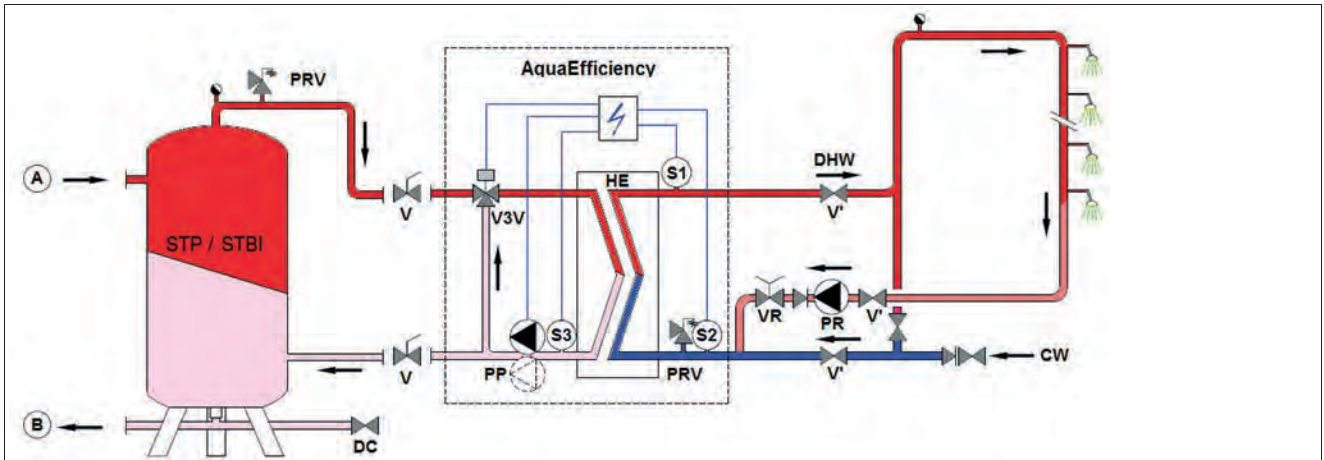 AquaEfficiency
PRV
A
S1
HE
DHW
V
V3V
V'
STP / STBI
VR
PR
V'
S3
S2
PP
PRV
V'
CW
V
B
DC